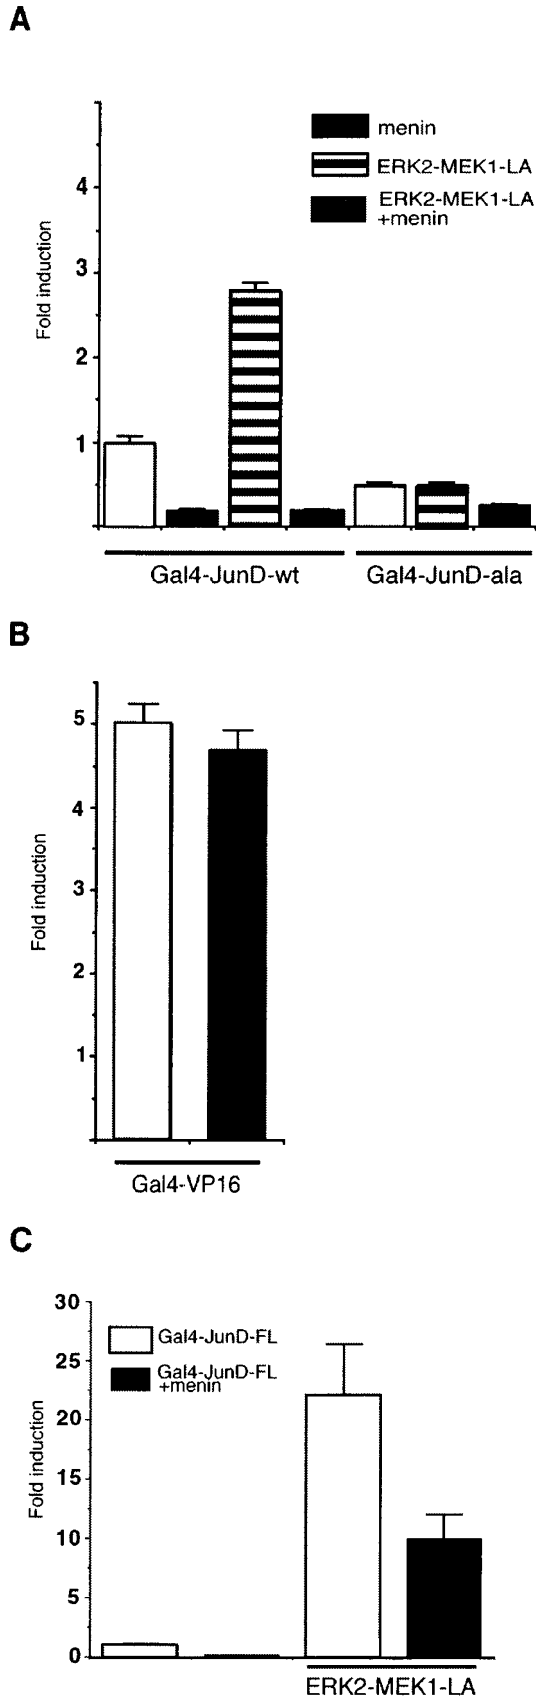 A
menin
ERK2-MEK1-LA
ERK2-MEK1-LA
+menin
Fold induction
4
3
2
1
Gal4-JunD-wt
Gal4-JunD-ala
B
Fold induction
5
4
3
2
1
Gal4-VP16
C
Gal4-JunD-FL
Gal4-JunD-FL
+menin
Fold induction
30
25
20
15
10
5
0
ERK2-MEK1-LA